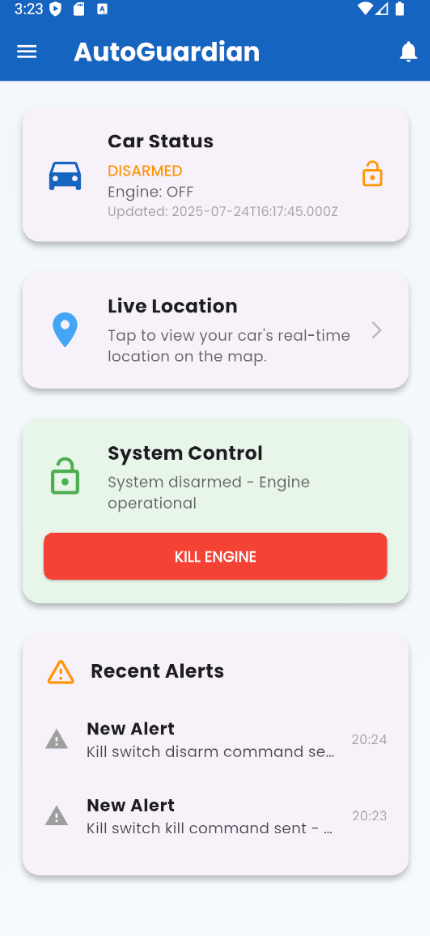 3:23
AutoGuardian
Car Status
DISARMED
Engine: OFF
Updated: 2025-07-24T16:17:45.000Z
Live Location
Tap to view your car's real-time
location on the map.
System Control
System disarmed - Engine
operational
KILL ENGINE
Recent Alerts
New Alert
Kill switch disarm command se... 20:24
New Alert
Kill switch kill command sent - ... 20:23